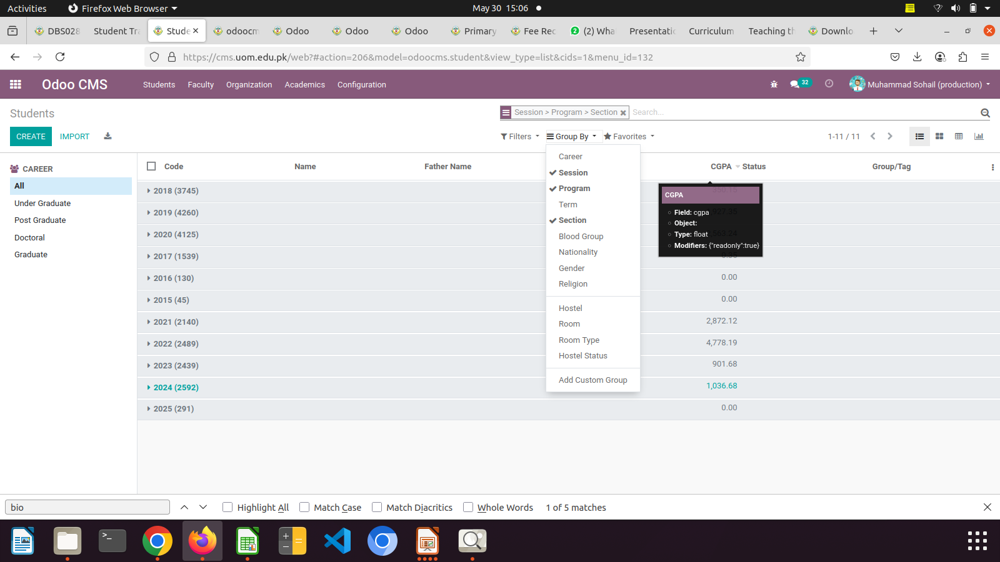 Activities Firefox Web Browser May 30 15:06
DBS028 Student Tra Stude odoocm Odoo Odoo Odoo Primary Fee Rec (2) Wha Presentatio Curriculum Teaching th Downlo
https://cms.uom.edu.pk/web?#action=206&model=odoocms.student&view_type=list&cids=1&menu_id=132
Odoo CMS Students Faculty Organization Academics Configuration 32 Muhammad Sohail (production)
Students Session > Program > Section Search...
CREATE IMPORT Filters Group By Favorites 1-11 / 11
CAREER
All
Under Graduate
Post Graduate
Doctoral
Graduate
Code Name Father Name CGPA Status Group/Tag
2018 (3745)
2019 (4260)
2020 (4125)
2017 (1539)
2016 (130) 0.00
2015 (45) 0.00
2021 (2140) 2,872.12
2022 (2489) 4,778.19
2023 (2439) 901.68
2024 (2592) 1,036.68
2025 (291) 0.00
Career
Session
Program
Term
Section
Blood Group
Nationality
Gender
Religion
Hostel
Room
Room Type
Hostel Status
Add Custom Group
CGPA
Field: cgpa
Object:
Type: float
Modifiers: {"readonly":true}
bio Highlight All Match Case Match Diacritics Whole Words 1 of 5 matches